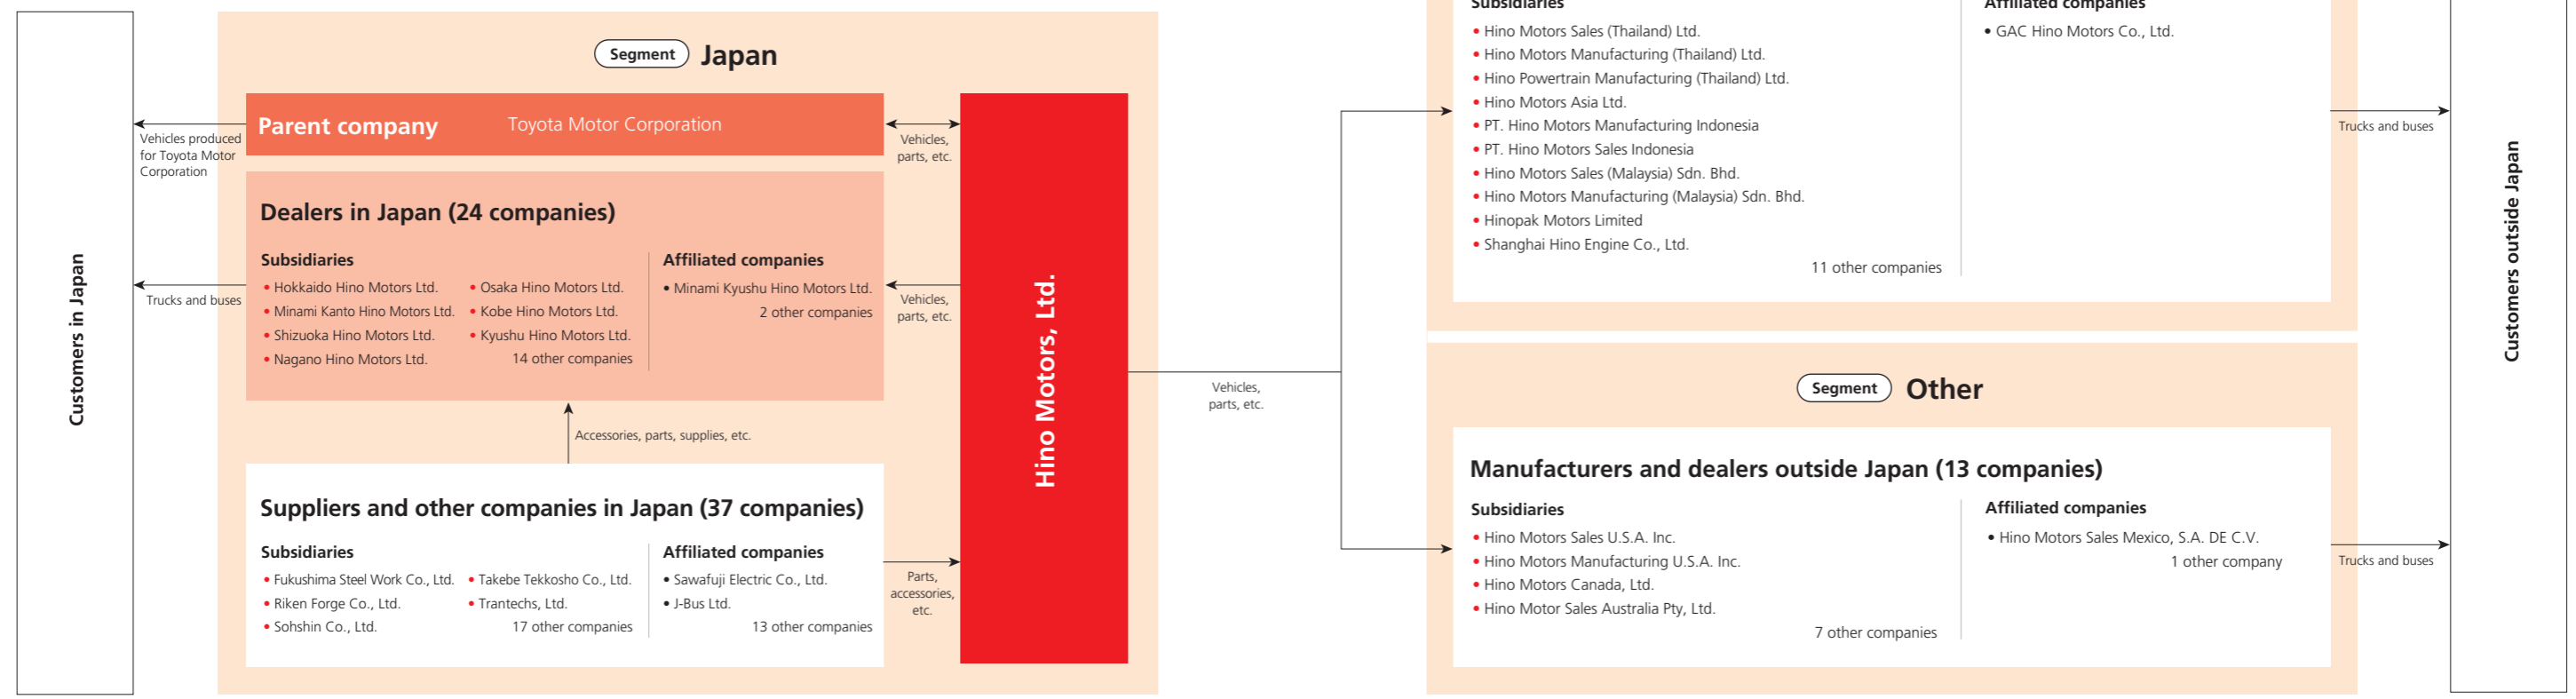 Customers in Japan
Segment Japan
Parent company Toyota Motor Corporation
Vehicles produced
for Toyota Motor
Corporation
Vehicles,
parts, etc.
Dealers in Japan (24 companies)
Subsidiaries
• Hokkaido Hino Motors Ltd.
• Minami Kanto Hino Motors Ltd.
• Shizuoka Hino Motors Ltd.
• Nagano Hino Motors Ltd.
• Osaka Hino Motors Ltd.
• Kobe Hino Motors Ltd.
• Kyushu Hino Motors Ltd.
14 other companies
Affiliated companies
• Minami Kyushu Hino Motors Ltd.
2 other companies
Trucks and buses
Vehicles,
parts, etc.
Accessories, parts, supplies, etc.
Suppliers and other companies in Japan (37 companies)
Subsidiaries
• Fukushima Steel Work Co., Ltd.
• Riken Forge Co., Ltd.
• Sohshin Co., Ltd.
• Takebe Tekkosho Co., Ltd.
• Trantechs, Ltd.
17 other companies
Affiliated companies
• Sawafuji Electric Co., Ltd.
• J-Bus Ltd.
13 other companies
Parts,
accessories,
etc.
Hino Motors, Ltd.
Vehicles,
parts, etc.
Subsidiaries
• Hino Motors Sales (Thailand) Ltd.
• Hino Motors Manufacturing (Thailand) Ltd.
• Hino Powertrain Manufacturing (Thailand) Ltd.
• Hino Motors Asia Ltd.
• PT. Hino Motors Manufacturing Indonesia
• PT. Hino Motors Sales Indonesia
• Hino Motors Sales (Malaysia) Sdn. Bhd.
• Hino Motors Manufacturing (Malaysia) Sdn. Bhd.
• Hinopak Motors Limited
• Shanghai Hino Engine Co., Ltd.
11 other companies
Affiliated companies
• GAC Hino Motors Co., Ltd.
Trucks and buses
Segment Other
Manufacturers and dealers outside Japan (13 companies)
Subsidiaries
• Hino Motors Sales U.S.A. Inc.
• Hino Motors Manufacturing U.S.A. Inc.
• Hino Motors Canada, Ltd.
• Hino Motor Sales Australia Pty, Ltd.
7 other companies
Affiliated companies
• Hino Motors Sales Mexico, S.A. DE C.V.
1 other company
Trucks and buses
Customers outside Japan